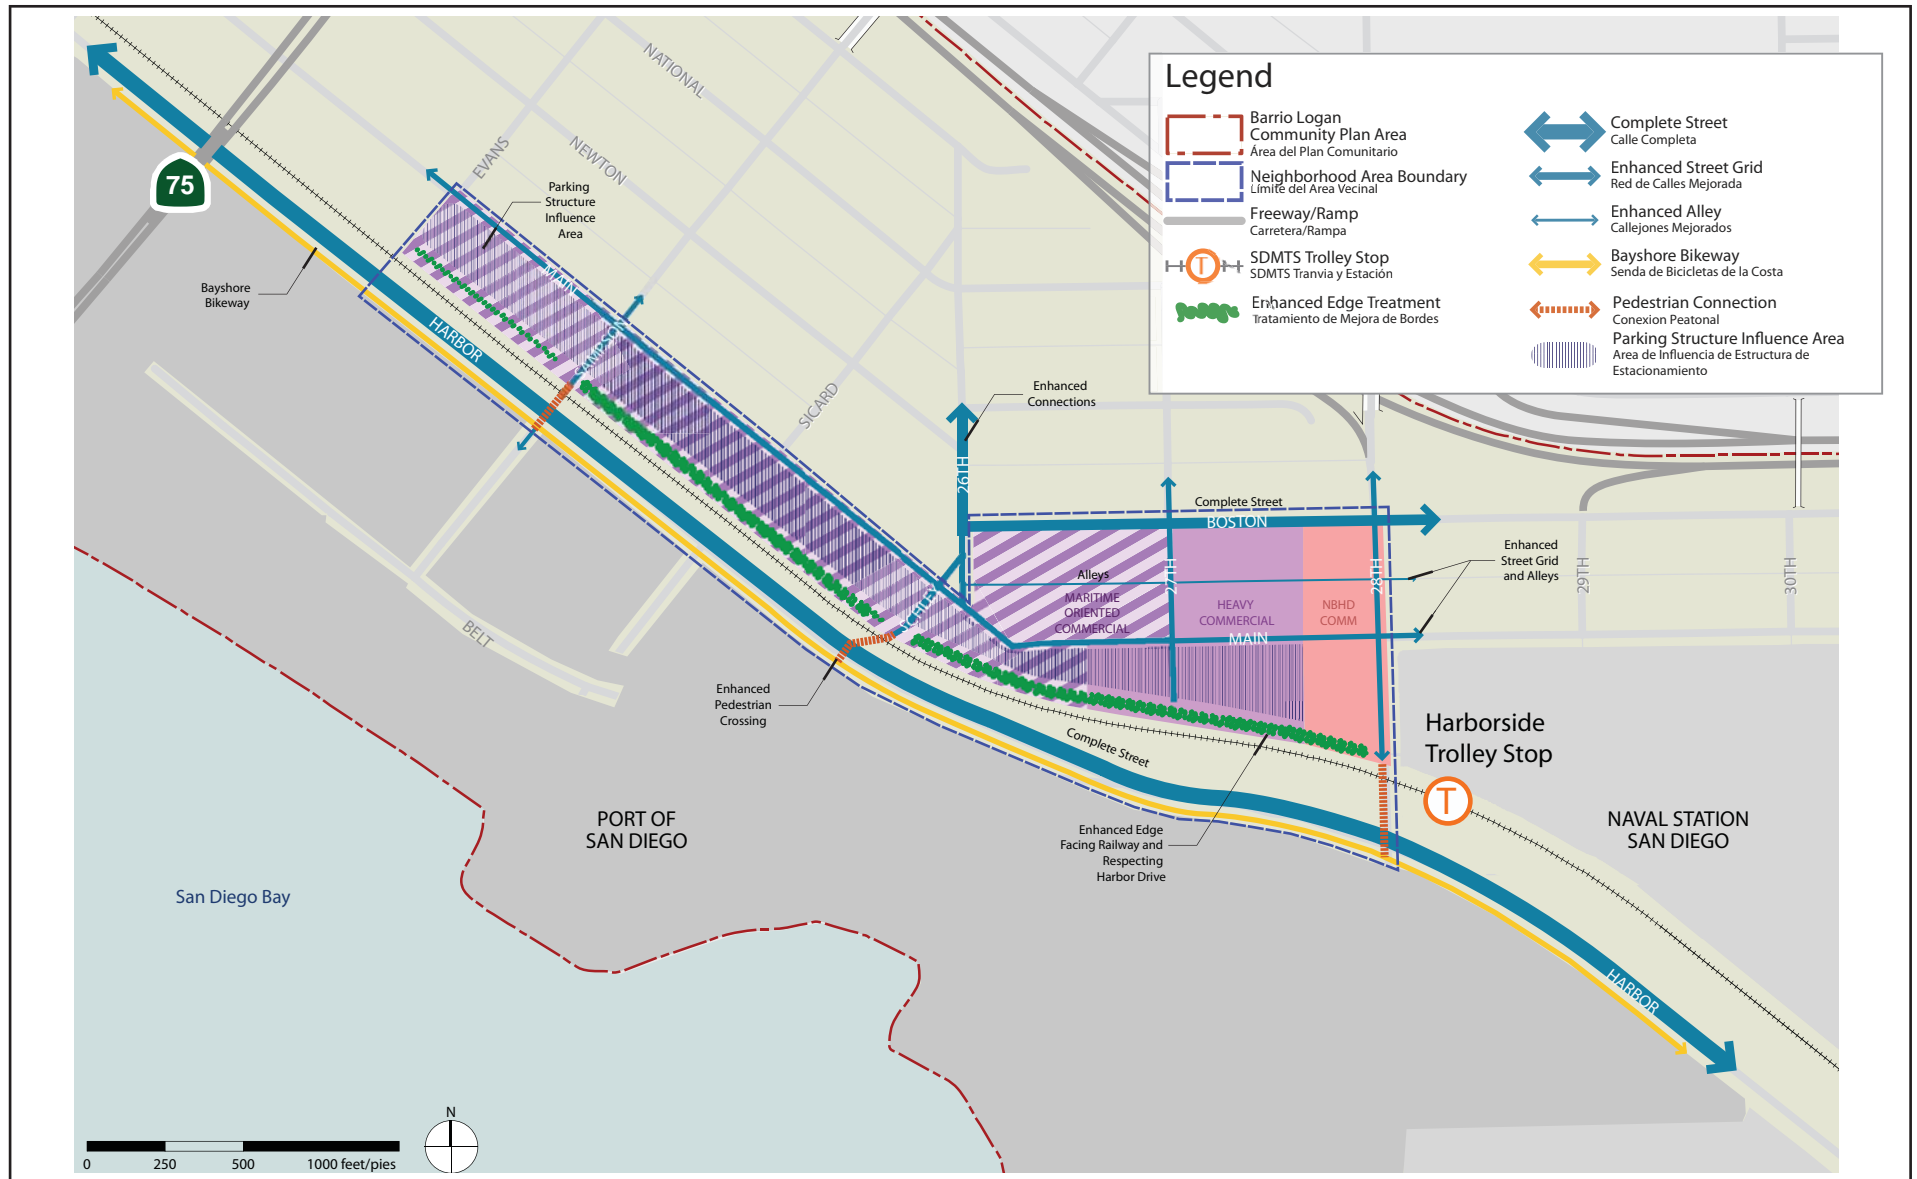 Legend
Barrio Logan
Community Plan Area
Área del Plan Comunitario
Neighborhood Area Boundary
Límite del Area Vecinal
Freeway/Ramp
Carretera/Rampa
SDMTS Trolley Stop
SDMTS Tranvia y Estación
T
Enhanced Edge Treatment
Tratamiento de Mejora de Bordes
Complete Street
Calle Completa
Enhanced Street Grid
Red de Calles Mejorada
Enhanced Alley
Callejones Mejorados
Bayshore Bikeway
Senda de Bicicletas de la Costa
Pedestrian Connection
Conexion Peatonal
Parking Structure Influence Area
Area de Influencia de Estructura de
Estacionamiento
NATIONAL
EVANS
NEWTON
75
Parking
Structure
Influence
Area
MAIN
Bayshore
Bikeway
HARBOR
SAMPSON
SICARD
Enhanced
Connections
26TH
Complete Street
BOSTON
Enhanced
Street Grid
and Alleys
Alleys
27TH
28TH
29TH
30TH
MARITIME
ORIENTED
COMMERCIAL
HEAVY
COMMERCIAL
NBHD
COMM
MAIN
SCHLEY
BELT
Enhanced
Pedestrian
Crossing
Complete Street
Harborside
Trolley Stop
T
PORT OF
SAN DIEGO
NAVAL STATION
SAN DIEGO
Enhanced Edge
Facing Railway and
Respecting
Harbor Drive
San Diego Bay
HARBOR
N
0 250 500 1000 feet/pies